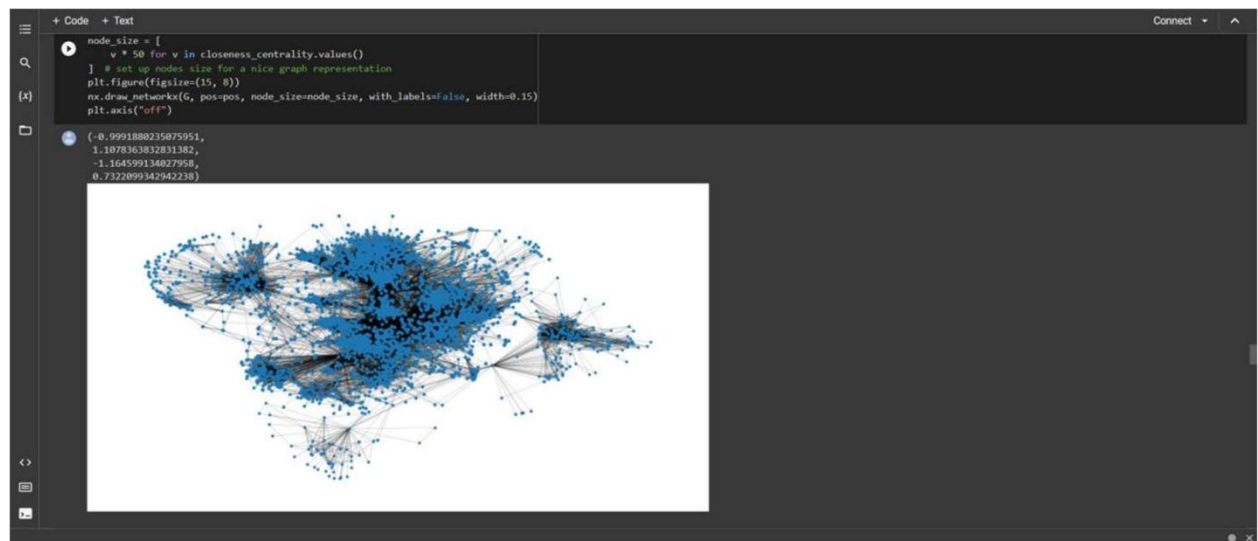 + Code + Text
Connect
node_size = [
v * 50 for v in closeness_centrality.values()
] # set up nodes size for a nice graph representation
plt.figure(figsize=(15, 8))
nx.draw_networkx(G, pos=pos, node_size=node_size, with_labels=False, width=0.15)
plt.axis("off")
{x}
(-0.9991880235075951,
1.1078363832831382,
-1.164599134027958,
0.7322099342942238)